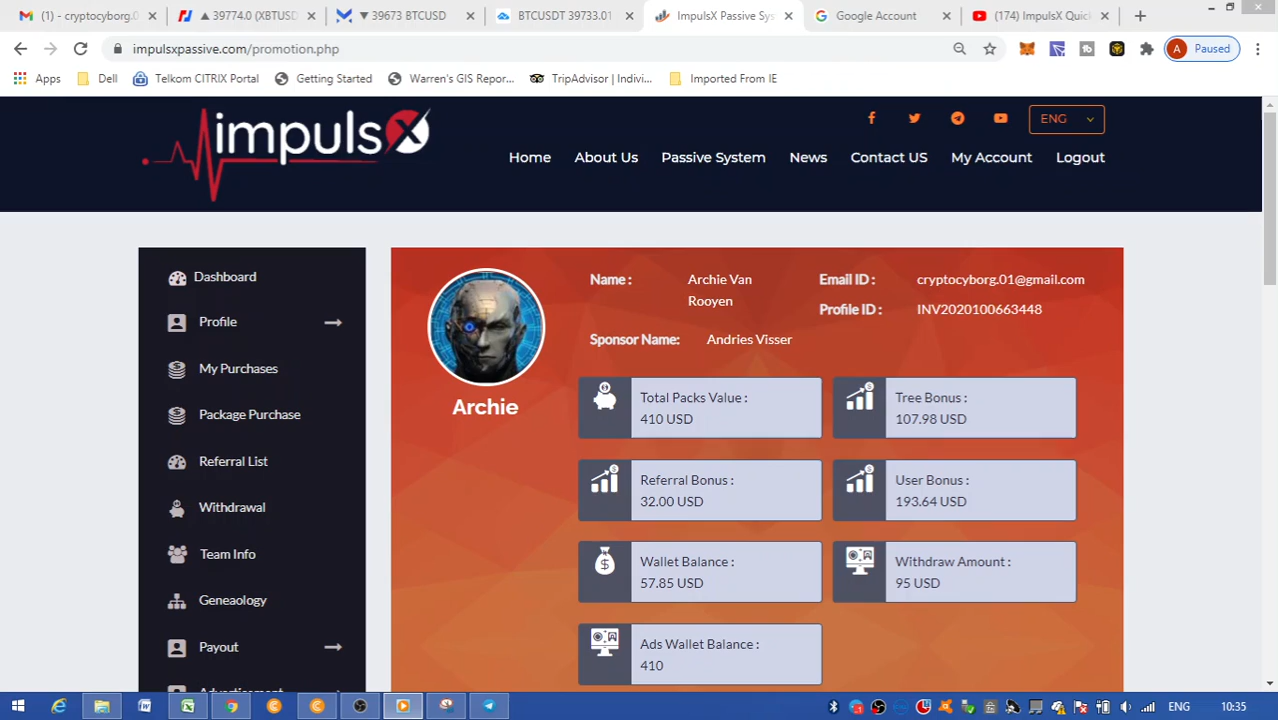 (1) - cryptocyborg.0
▲ 39774.0 (XBTUSD
▼ 39673 BTCUSD
BTCUSDT 39733.01
ImpulsX Passive Sys
Google Account
(174) ImpulsX Quick
impulsxpassive.com/promotion.php
A Paused
Apps
Dell
Telkom CITRIX Portal
Getting Started
Warren's GIS Repor...
TripAdvisor | Indivi...
Imported From IE
impulsX
ENG
Home
About Us
Passive System
News
Contact US
My Account
Logout
Dashboard
Profile
My Purchases
Package Purchase
Referral List
Withdrawal
Team Info
Geneaology
Payout
Advertisement
Archie
Name :
Archie Van
Rooyen
Email ID :
cryptocyborg.01@gmail.com
Profile ID :
INV2020100663448
Sponsor Name:
Andries Visser
Total Packs Value :
410 USD
Tree Bonus :
107.98 USD
Referral Bonus :
32.00 USD
User Bonus :
193.64 USD
Wallet Balance :
57.85 USD
Withdraw Amount :
95 USD
Ads Wallet Balance :
410
ENG
10:35